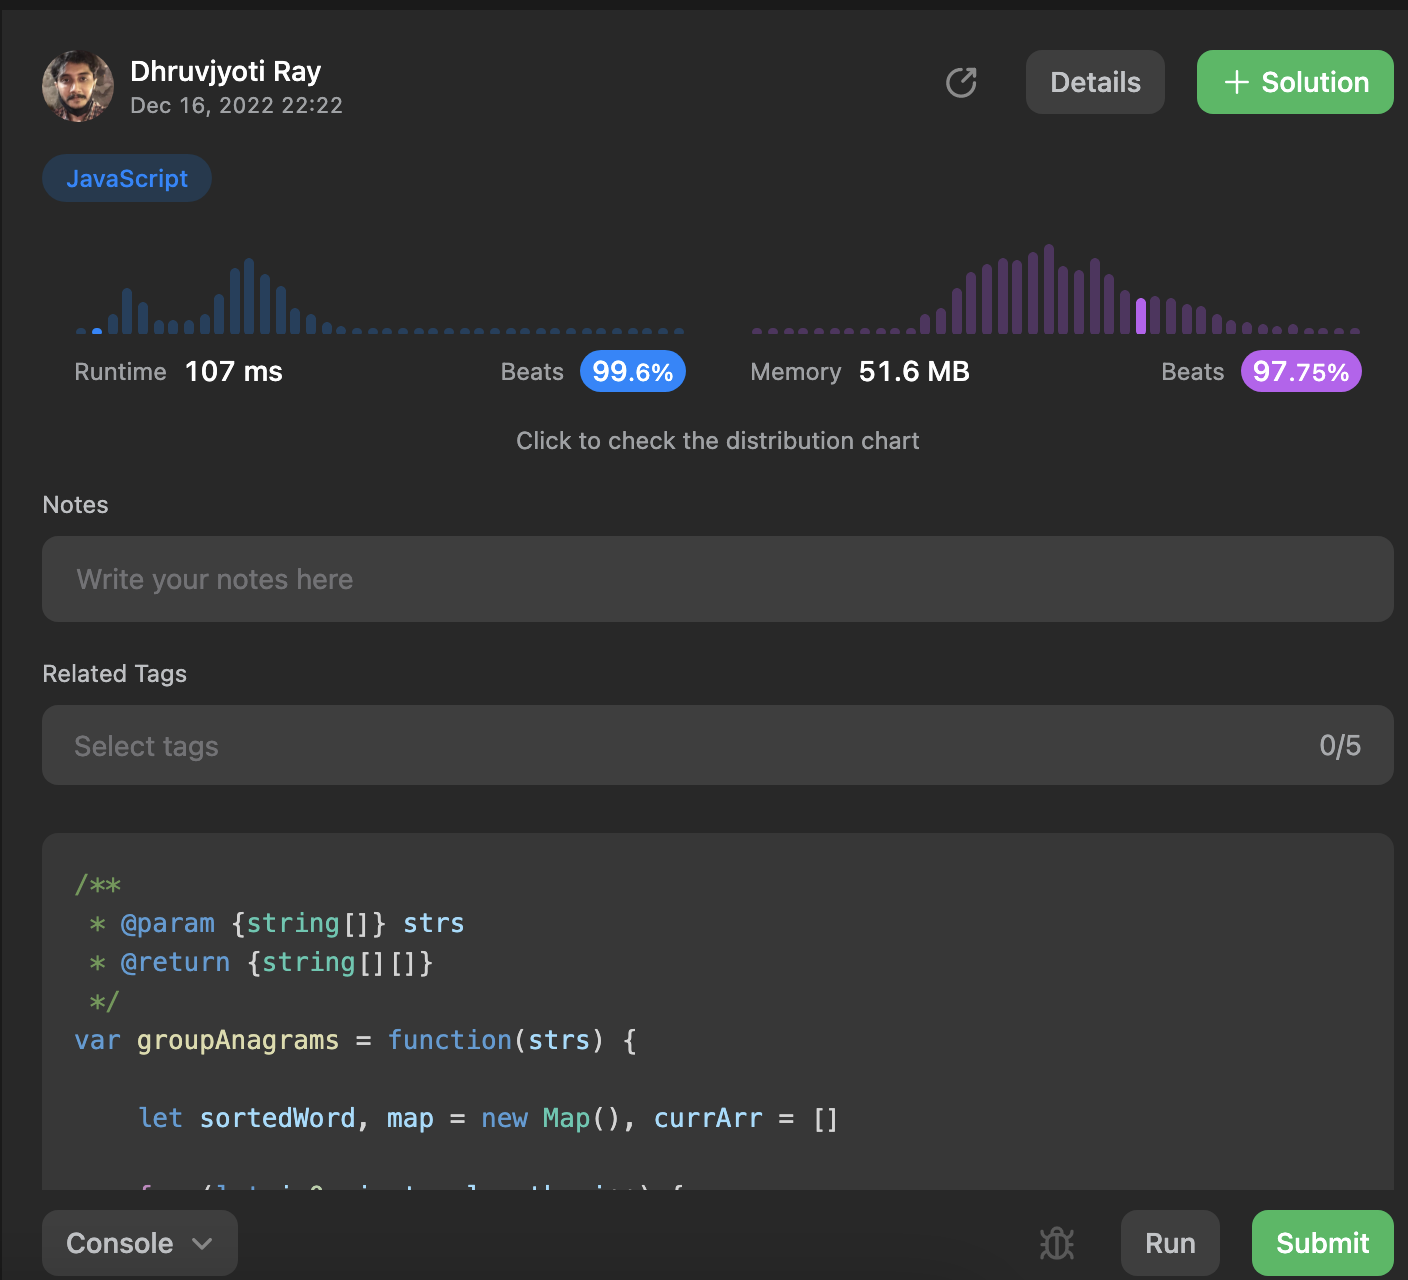 Dhruvjyoti Ray
Dec 16, 2022 22:22
Details
+ Solution
JavaScript
Runtime 107 ms Beats 99.6%
Memory 51.6 MB Beats 97.75%
Click to check the distribution chart
Notes
Write your notes here
Related Tags
Select tags 0/5
/**
 * @param {string[]} strs
 * @return {string[][]}
 */
var groupAnagrams = function(strs) {
    let sortedWord, map = new Map(), currArr = []
Console
Run
Submit